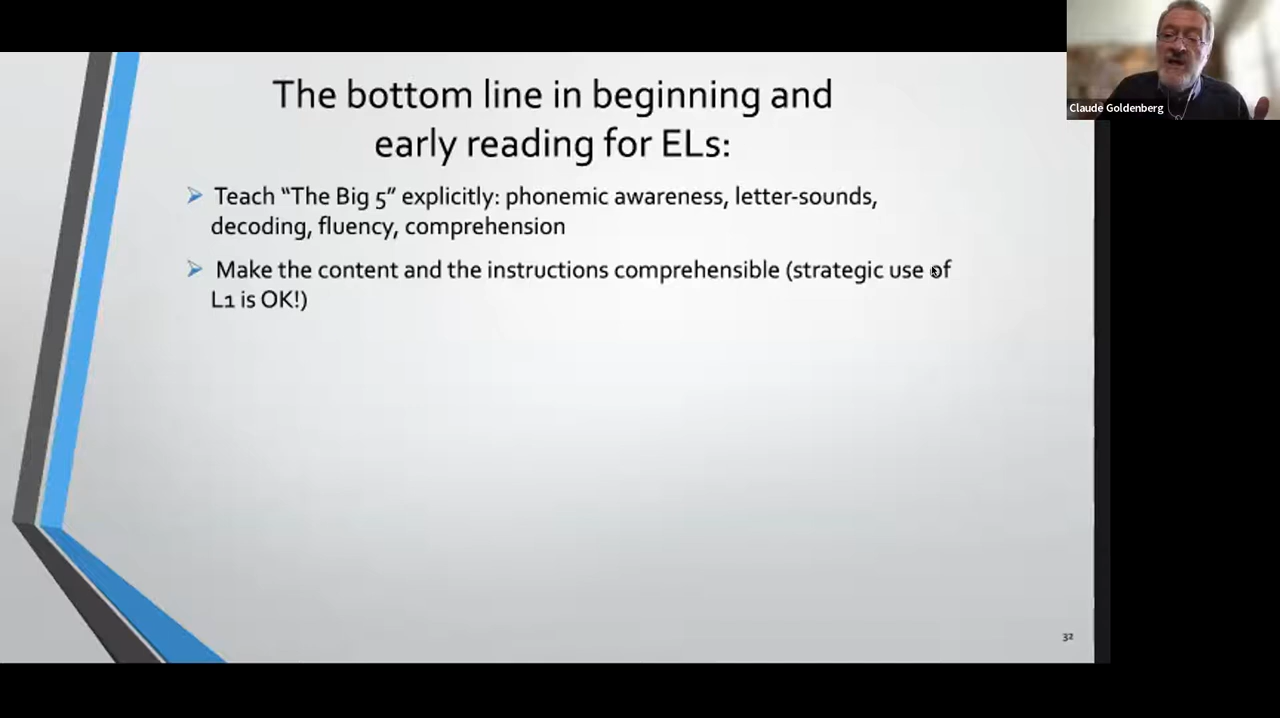 The bottom line in beginning and
early reading for ELs:
Teach “The Big 5” explicitly: phonemic awareness, letter-sounds,
decoding, fluency, comprehension
Make the content and the instructions comprehensible (strategic use of
L1 is OK!)
32
Claude Goldenberg